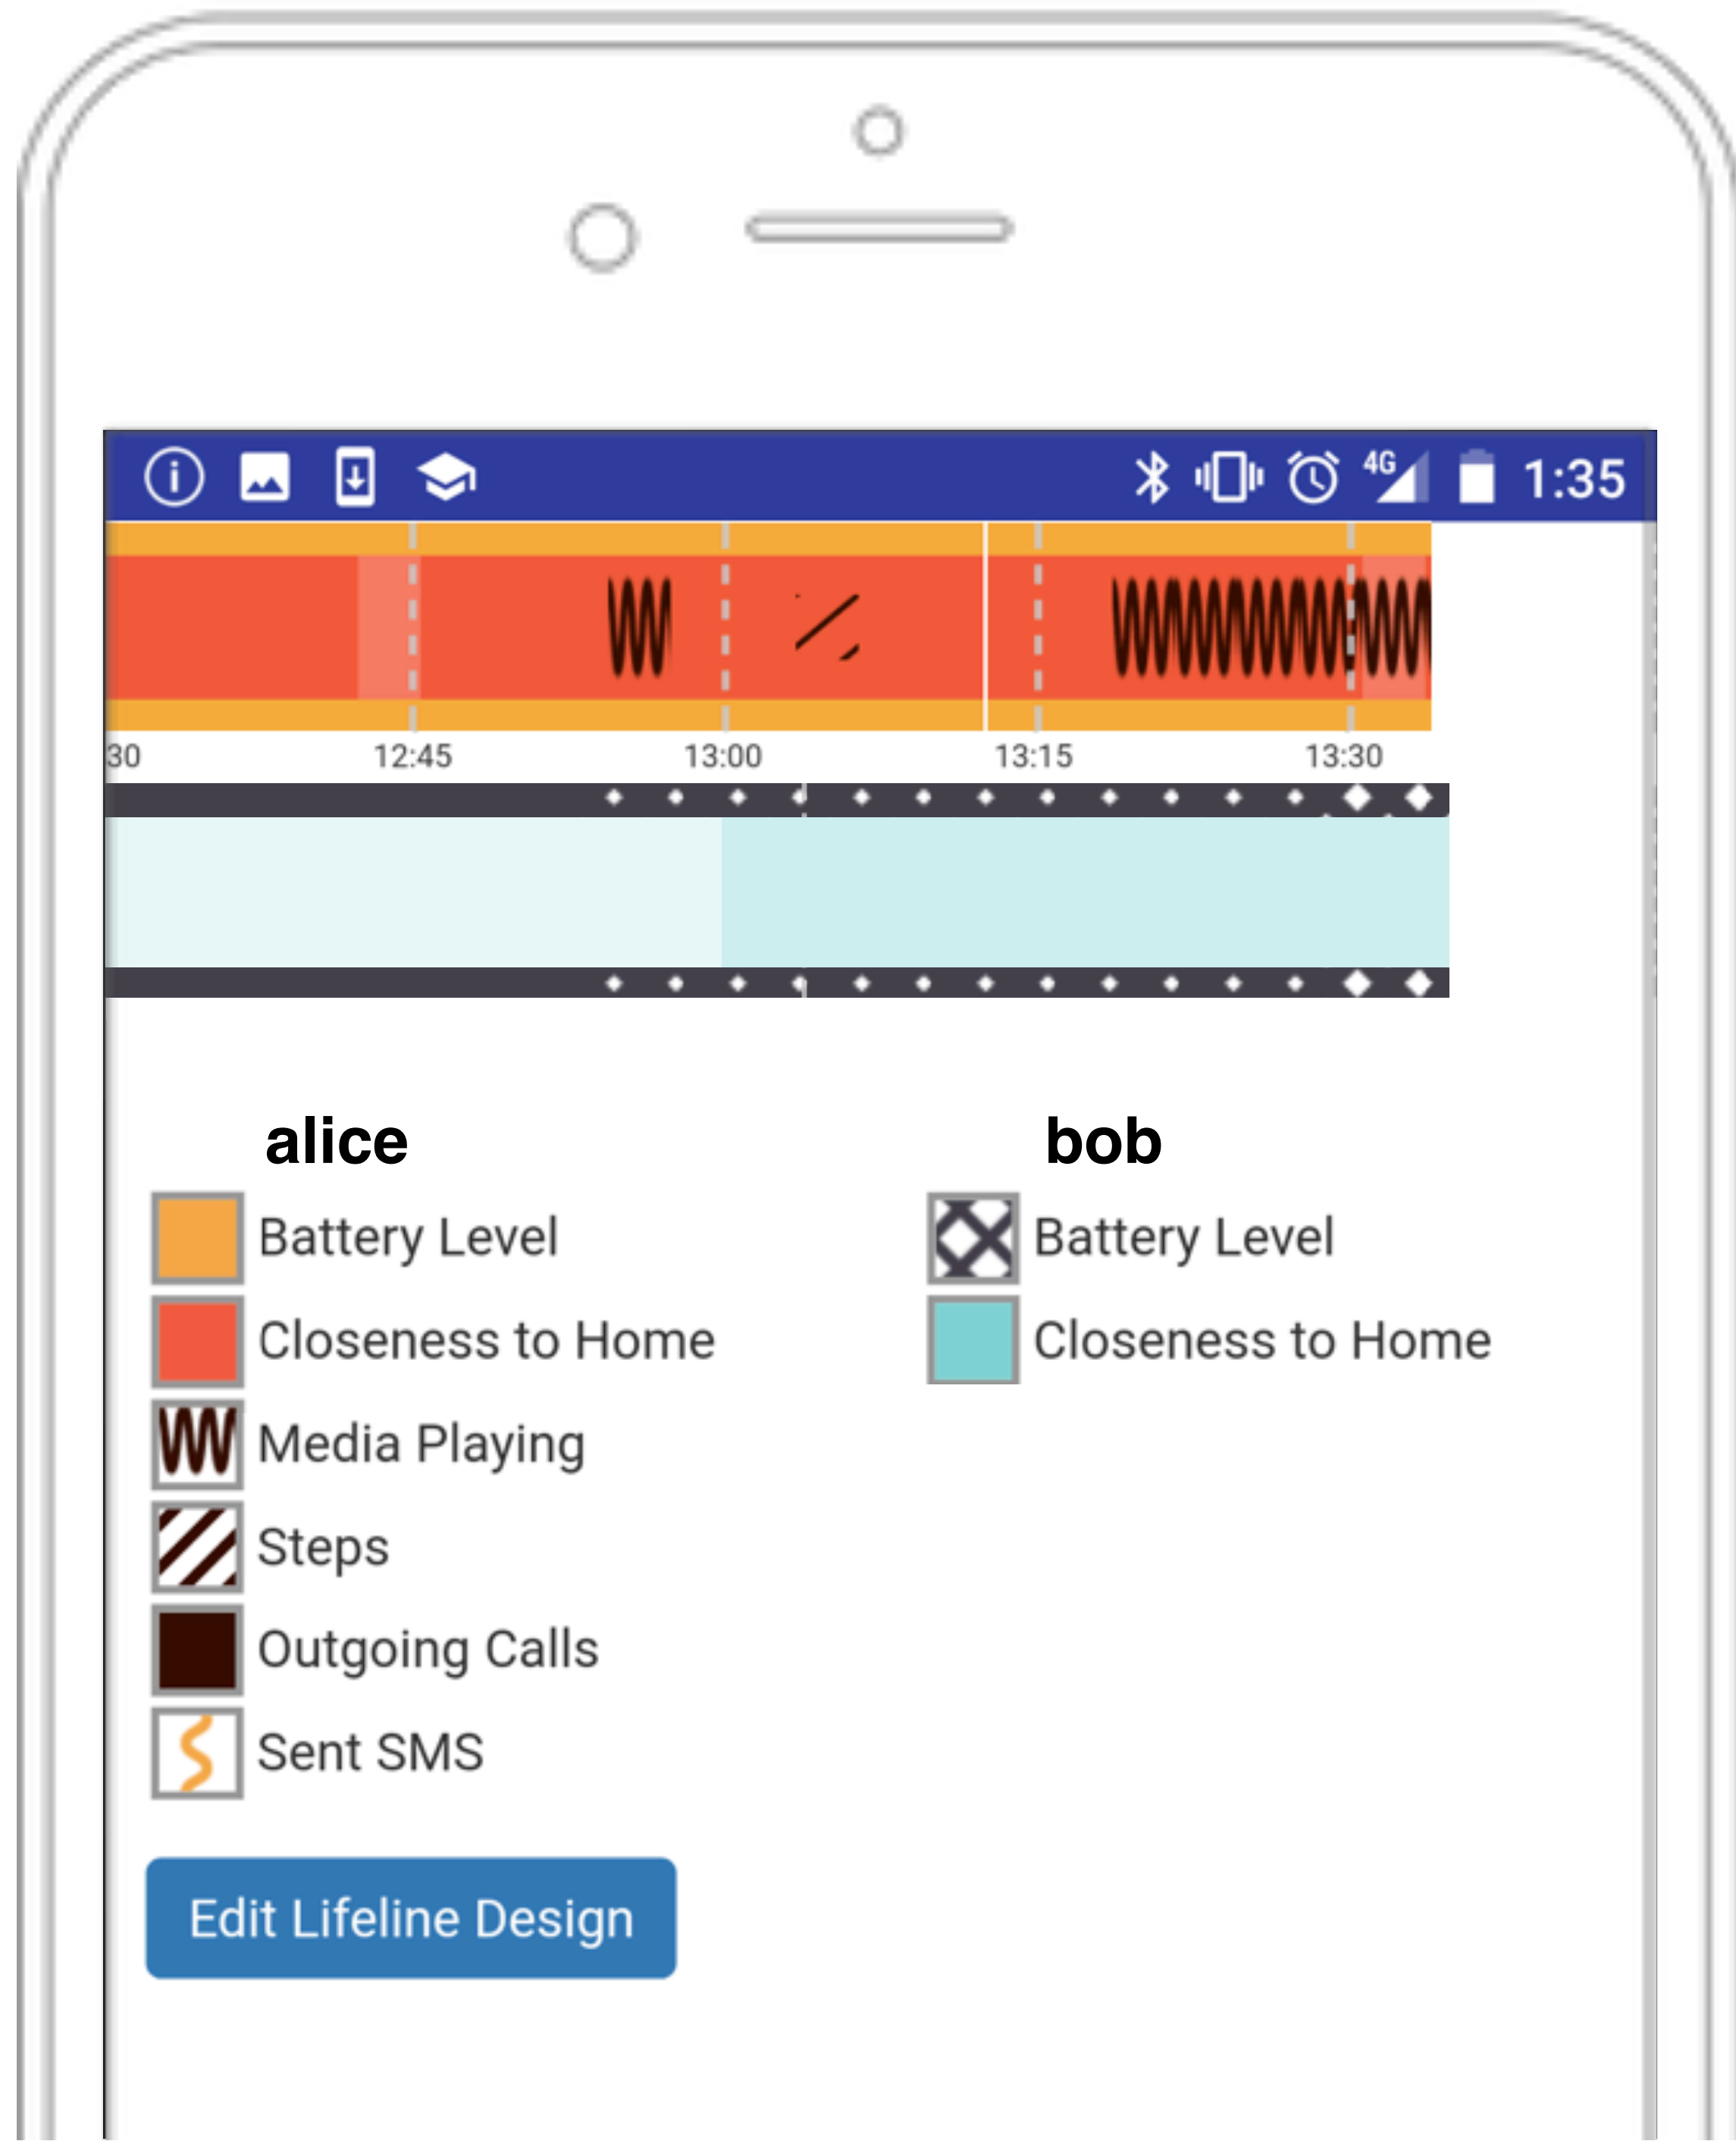 4G 1:35
30 12:45 13:00 13:15 13:30
alice bob
Battery Level Battery Level
Closeness to Home Closeness to Home
Media Playing
Steps
Outgoing Calls
Sent SMS
Edit Lifeline Design